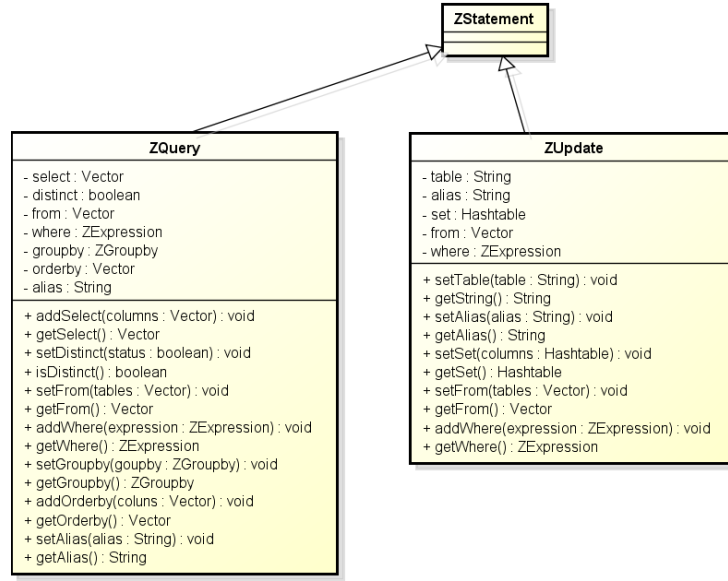 ZStatement
ZQuery
- select : Vector
- distinct : boolean
- from : Vector
- where : ZExpression
- groupby : ZGroupby
- orderby : Vector
- alias : String
+ addSelect(columns : Vector) : void
+ getSelect() : Vector
+ setDistinct(status : boolean) : void
+ isDistinct() : boolean
+ setFrom(tables : Vector) : void
+ getFrom() : Vector
+ addWhere(expression : ZExpression) : void
+ getWhere() : ZExpression
+ setGroupby(goupby : ZGroupby) : void
+ getGroupby() : ZGroupby
+ addOrderby(coluns : Vector) : void
+ getOrderby() : Vector
+ setAlias(alias : String) : void
+ getAlias() : String
ZUpdate
- table : String
- alias : String
- set : Hashtable
- from : Vector
- where : ZExpression
+ setTable(table : String) : void
+ getString() : String
+ setAlias(alias : String) : void
+ getAlias() : String
+ setSet(columns : Hashtable) : void
+ getSet() : Hashtable
+ setFrom(tables : Vector) : void
+ getFrom() : Vector
+ addWhere(expression : ZExpression) : void
+ getWhere() : ZExpression